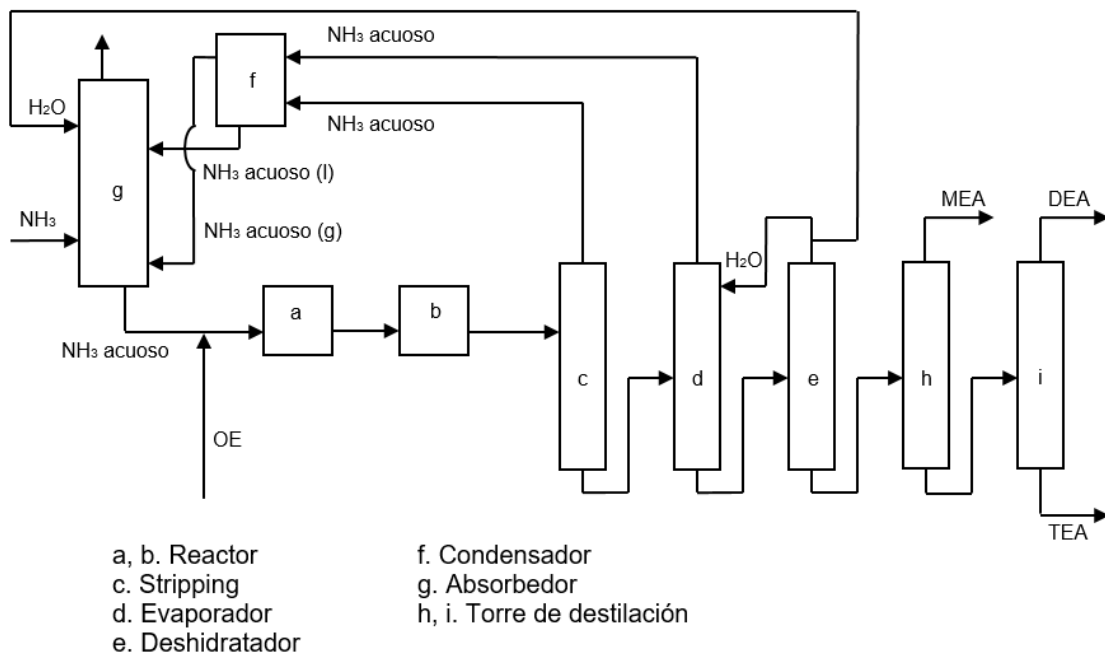 NH₃ acuoso
f
H₂O
NH₃ acuoso
NH₃ acuoso (l)
g
MEA
DEA
NH₃
NH₃ acuoso (g)
H₂O
a
b
NH₃ acuoso
c
d
e
h
i
OE
TEA
a, b. Reactor
c. Stripping
d. Evaporador
e. Deshidratador
f. Condensador
g. Absorbedor
h, i. Torre de destilación